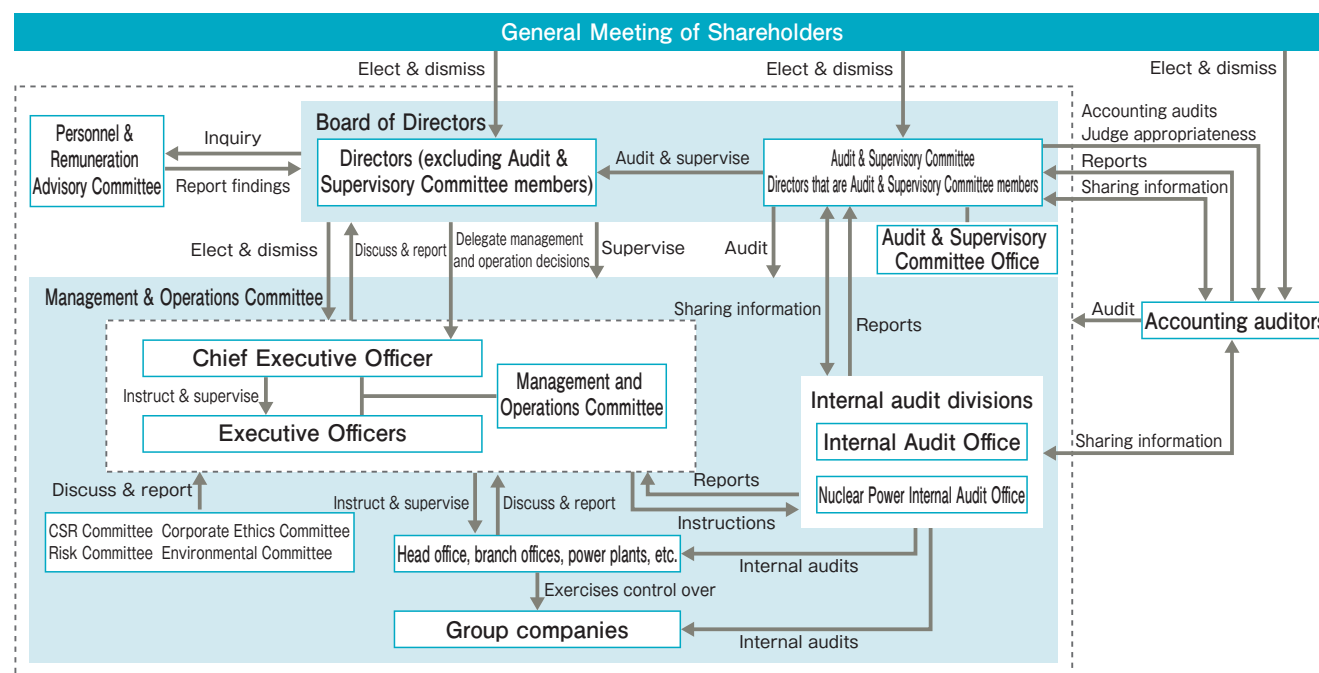 General Meeting of Shareholders
Elect & dismiss
Elect & dismiss
Elect & dismiss
Board of Directors
Personnel &
Remuneration
Advisory Committee
Inquiry
Report findings
Directors (excluding Audit &
Supervisory Committee members)
Audit & supervise
Audit & Supervisory Committee
Directors that are Audit & Supervisory Committee members
Accounting audits
Judge appropriateness
Reports
Sharing information
Elect & dismiss
Discuss & report
Delegate management
and operation decisions
Supervise
Audit
Audit & Supervisory
Committee Office
Management & Operations Committee
Sharing information
Reports
Audit
Accounting auditors
Chief Executive Officer
Instruct & supervise
Executive Officers
Management and
Operations Committee
Internal audit divisions
Internal Audit Office
Nuclear Power Internal Audit Office
Sharing information
Discuss & report
Instruct & supervise
Discuss & report
Reports
Instructions
CSR Committee Corporate Ethics Committee
Risk Committee Environmental Committee
Head office, branch offices, power plants, etc.
Internal audits
Exercises control over
Group companies
Internal audits